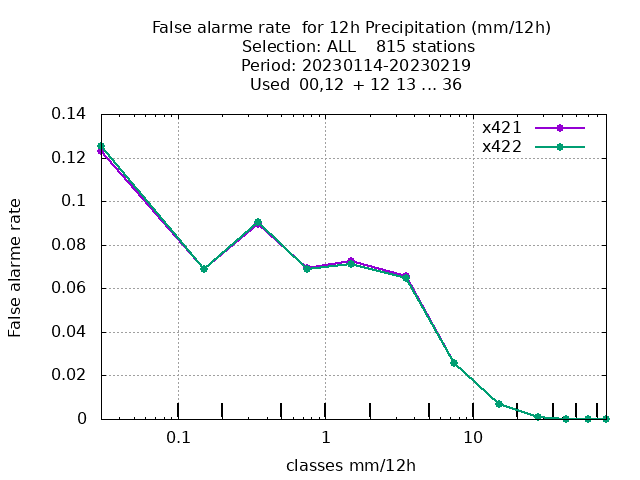 False alarme rate  for 12h Precipitation (mm/12h)
Selection: ALL    815 stations
Period: 20230114-20230219
Used  00,12  + 12 13 ... 36
x421
x422
0.14
0.12
0.1
0.08
0.06
0.04
0.02
0
False alarme rate
0.1 1 10
classes mm/12h